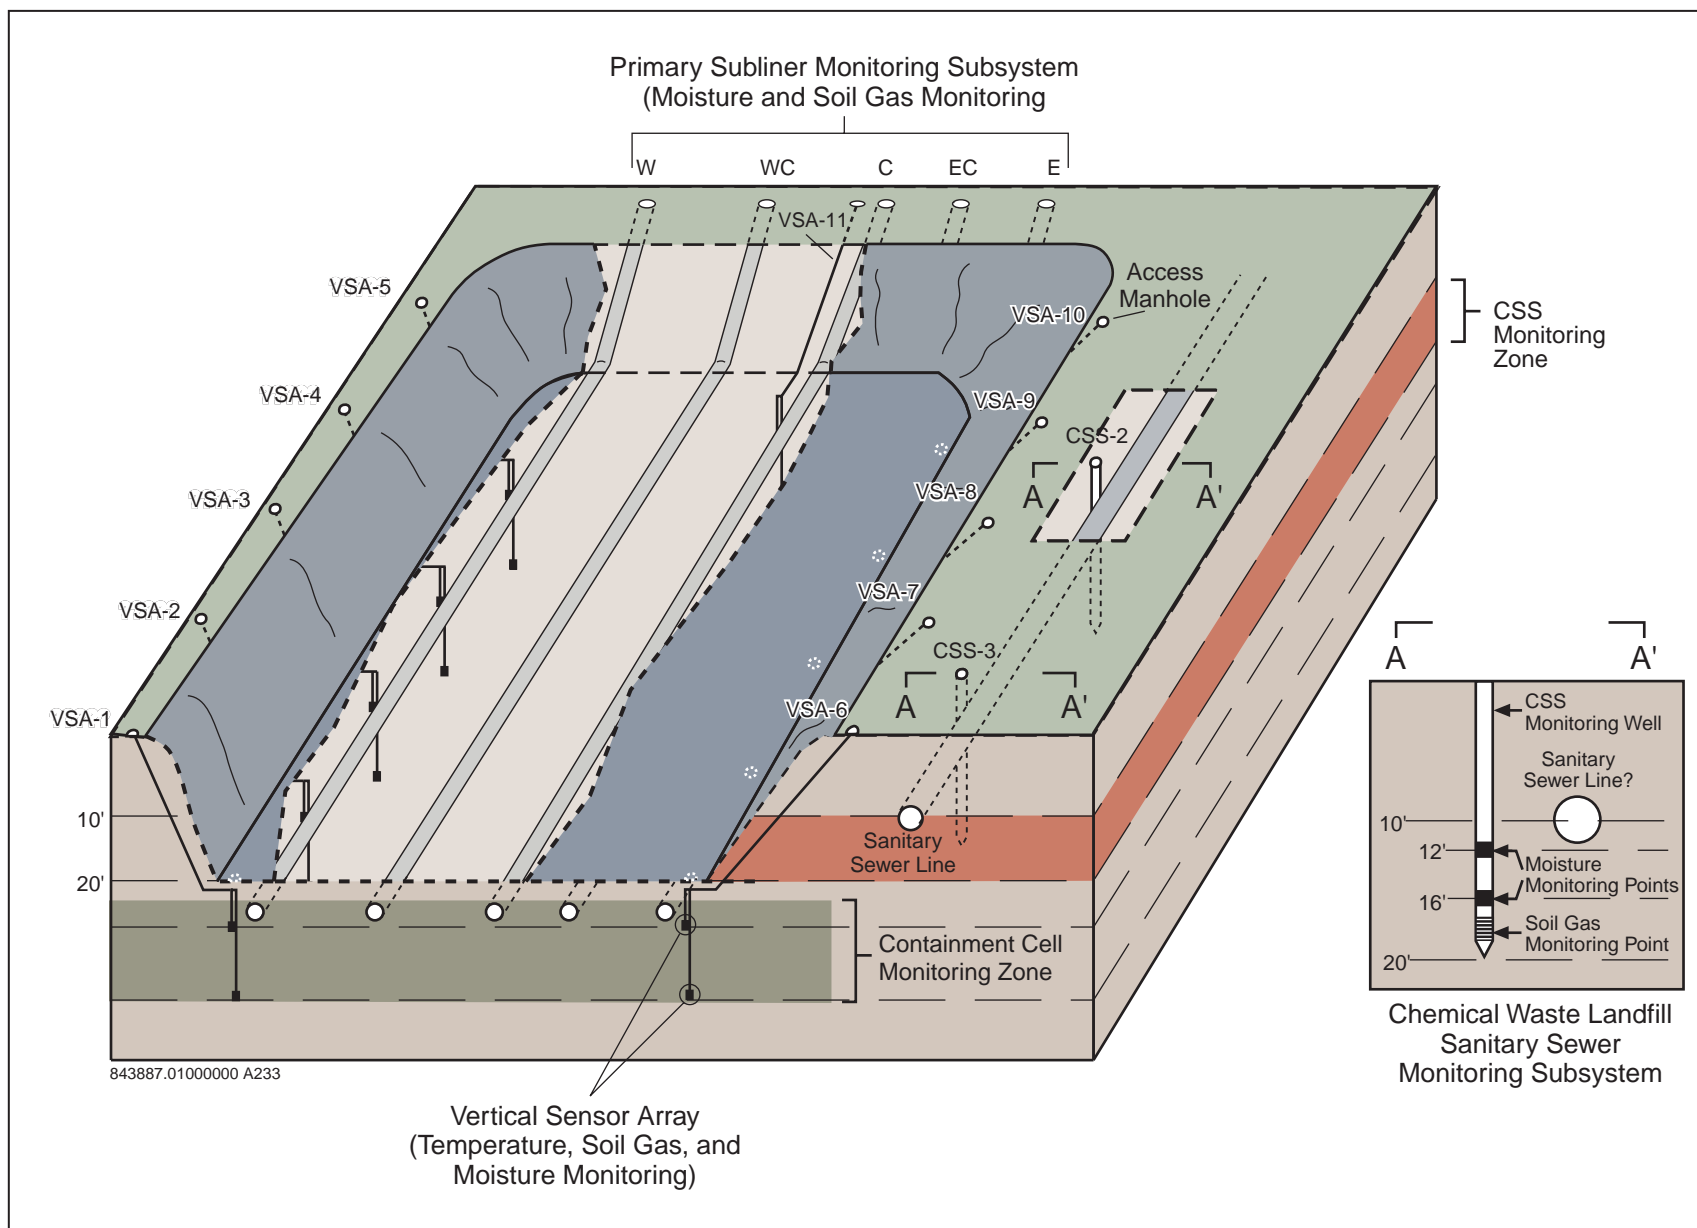 Primary Subliner Monitoring Subsystem
(Moisture and Soil Gas Monitoring
W WC C EC E
VSA-11
VSA-5
Access
Manhole
VSA-10
CSS
Monitoring
Zone
VSA-4
VSA-9
CSS-2
A A'
VSA-3
VSA-8
VSA-2
VSA-7
CSS-3
A A'
VSA-1
VSA-6
10'
Sanitary
Sewer Line
20'
Containment Cell
Monitoring Zone
843887.01000000 A233
Vertical Sensor Array
(Temperature, Soil Gas, and
Moisture Monitoring)
A A'
CSS
Monitoring Well
Sanitary
Sewer Line?
10'
12'
Moisture
Monitoring Points
16'
Soil Gas
Monitoring Point
20'
Chemical Waste Landfill
Sanitary Sewer
Monitoring Subsystem